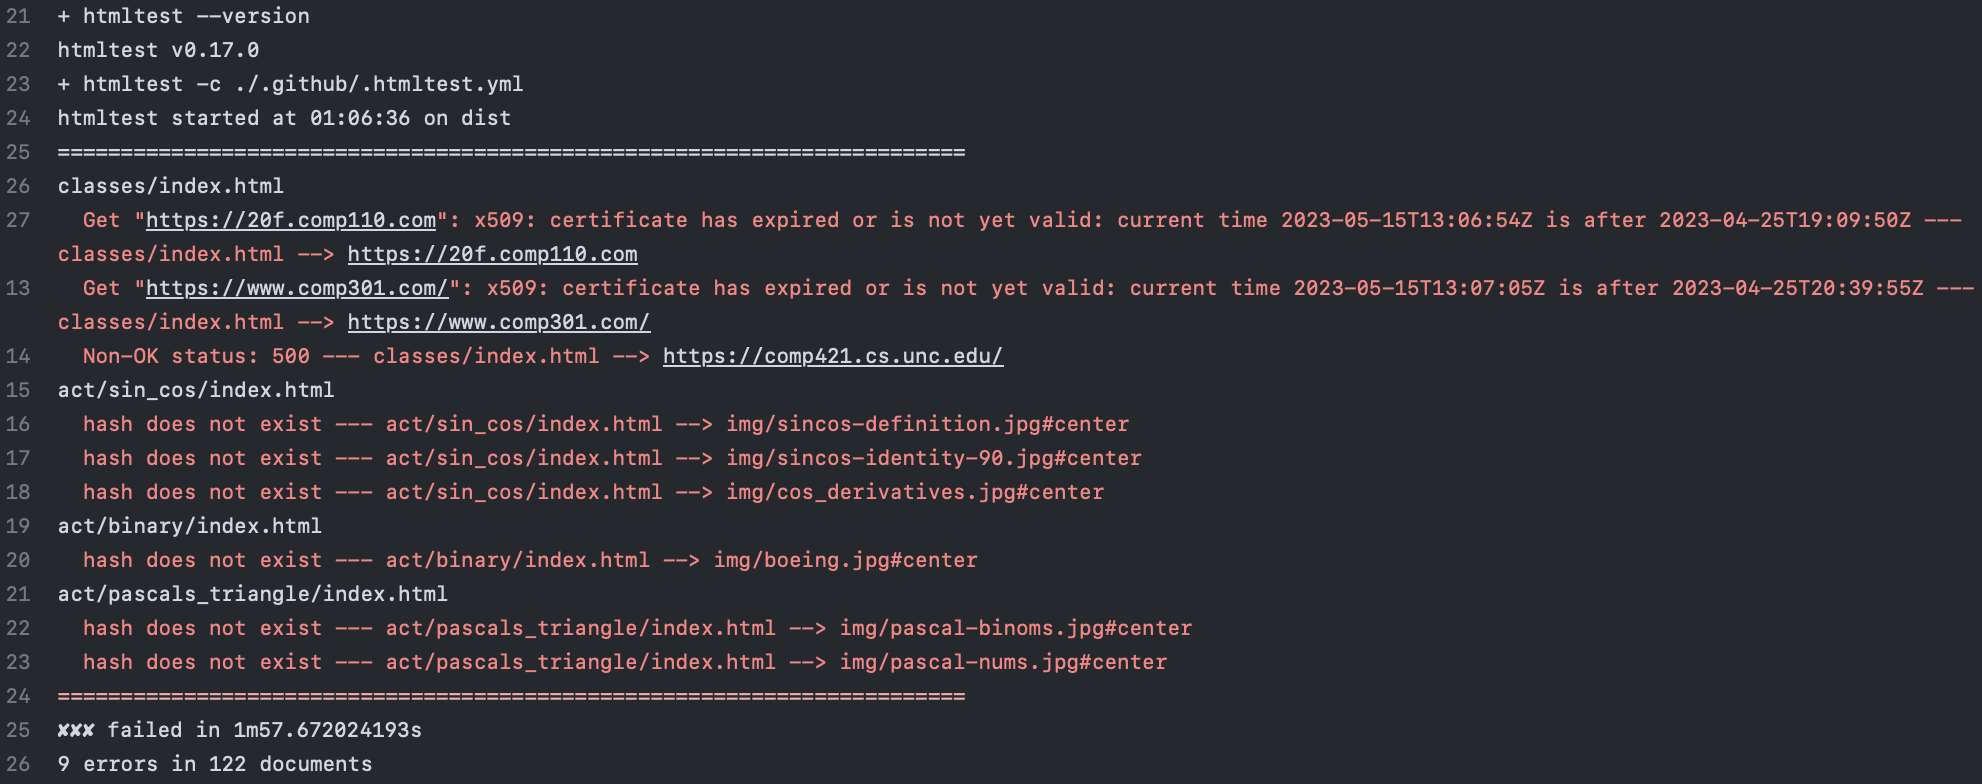 21 + htmltest --version
22 htmltest v0.17.0
23 + htmltest -c ./.github/.htmltest.yml
24 htmltest started at 01:06:36 on dist
25 ========================================================================
26 classes/index.html
27 Get "https://20f.comp110.com": x509: certificate has expired or is not yet valid: current time 2023-05-15T13:06:54Z is after 2023-04-25T19:09:50Z ---
classes/index.html --> https://20f.comp110.com
13 Get "https://www.comp301.com/": x509: certificate has expired or is not yet valid: current time 2023-05-15T13:07:05Z is after 2023-04-25T20:39:55Z ---
classes/index.html --> https://www.comp301.com/
14 Non-OK status: 500 --- classes/index.html --> https://comp421.cs.unc.edu/
15 act/sin_cos/index.html
16 hash does not exist --- act/sin_cos/index.html --> img/sincos-definition.jpg#center
17 hash does not exist --- act/sin_cos/index.html --> img/sincos-identity-90.jpg#center
18 hash does not exist --- act/sin_cos/index.html --> img/cos_derivatives.jpg#center
19 act/binary/index.html
20 hash does not exist --- act/binary/index.html --> img/boeing.jpg#center
21 act/pascals_triangle/index.html
22 hash does not exist --- act/pascals_triangle/index.html --> img/pascal-binoms.jpg#center
23 hash does not exist --- act/pascals_triangle/index.html --> img/pascal-nums.jpg#center
24 ========================================================================
25 ✘✘✘ failed in 1m57.672024193s
26 9 errors in 122 documents